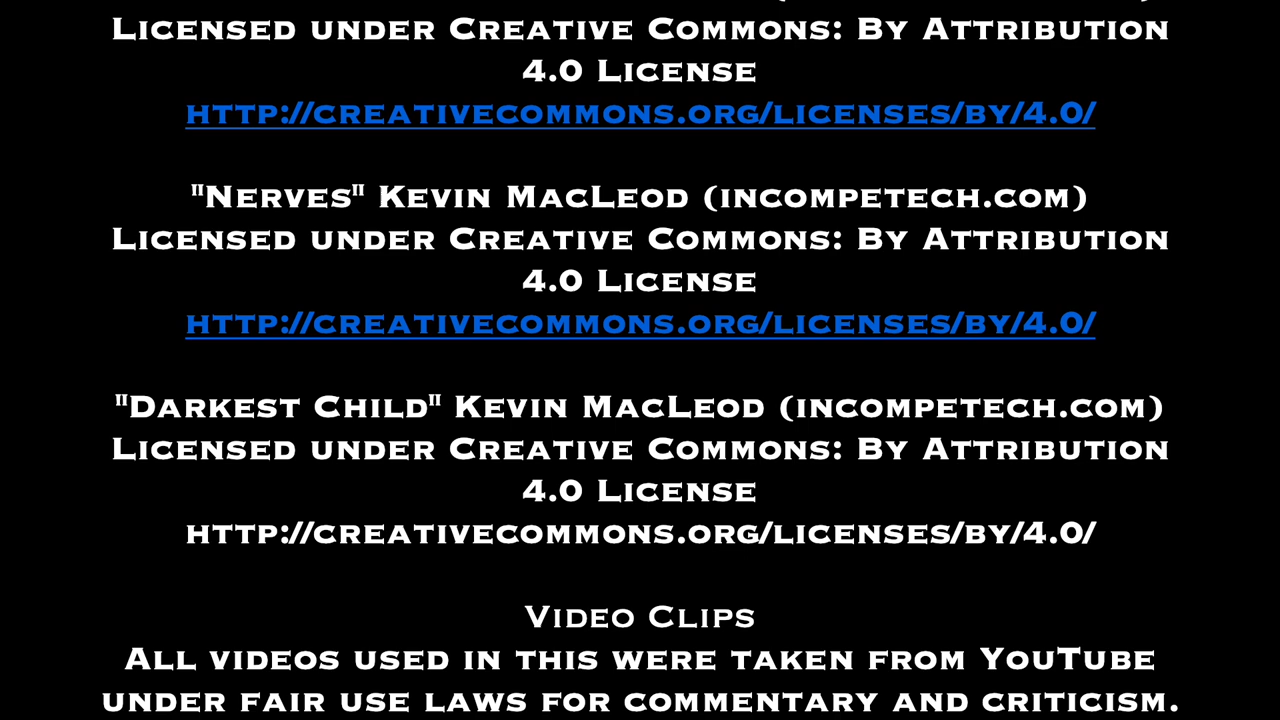 Licensed under Creative Commons: By Attribution
4.0 License
http://creativecommons.org/licenses/by/4.0/
"Nerves" Kevin MacLeod (incompetech.com)
Licensed under Creative Commons: By Attribution
4.0 License
http://creativecommons.org/licenses/by/4.0/
"Darkest Child" Kevin MacLeod (incompetech.com)
Licensed under Creative Commons: By Attribution
4.0 License
http://creativecommons.org/licenses/by/4.0/
Video Clips
All videos used in this were taken from YouTube
under fair use laws for commentary and criticism.